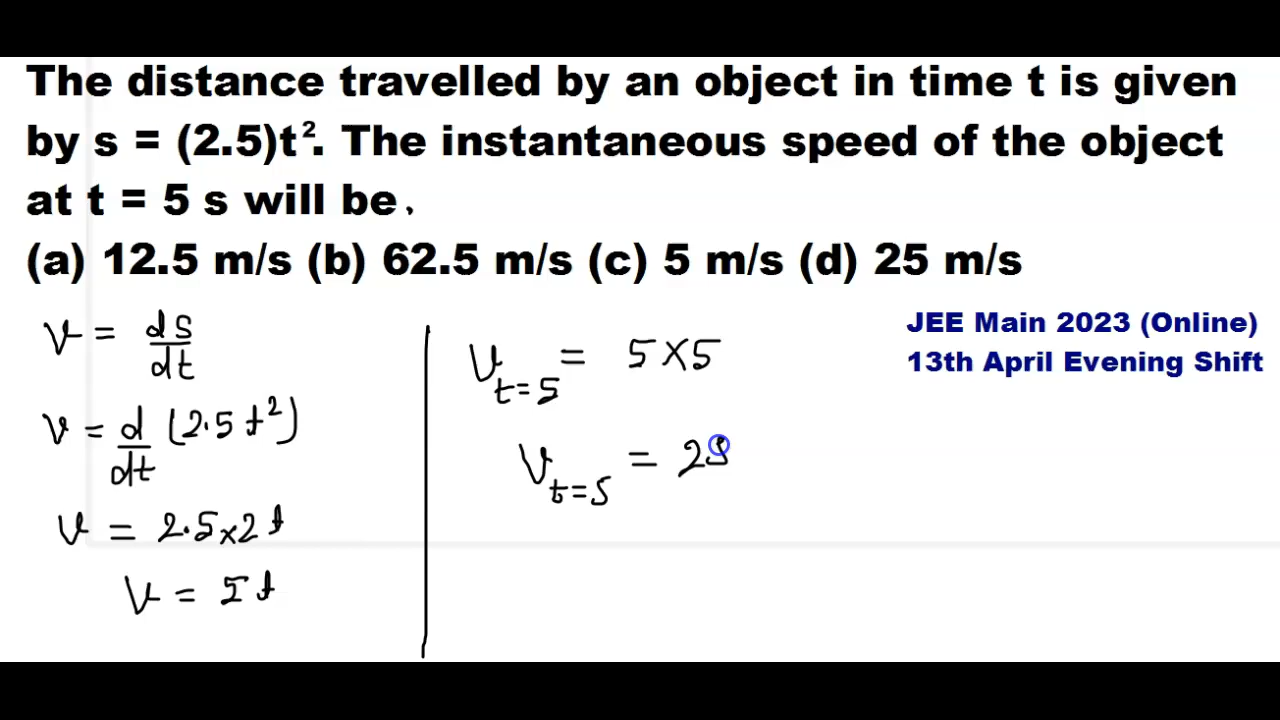 The distance travelled by an object in time t is given
by s = (2.5)t². The instantaneous speed of the object
at t = 5 s will be,
(a) 12.5 m/s (b) 62.5 m/s (c) 5 m/s (d) 25 m/s
JEE Main 2023 (Online)
13th April Evening Shift
v = ds/dt
v = d/dt (2.5 t²)
v = 2.5×2t
v = 5t
v t=5 = 5×5
v t=5 = 25